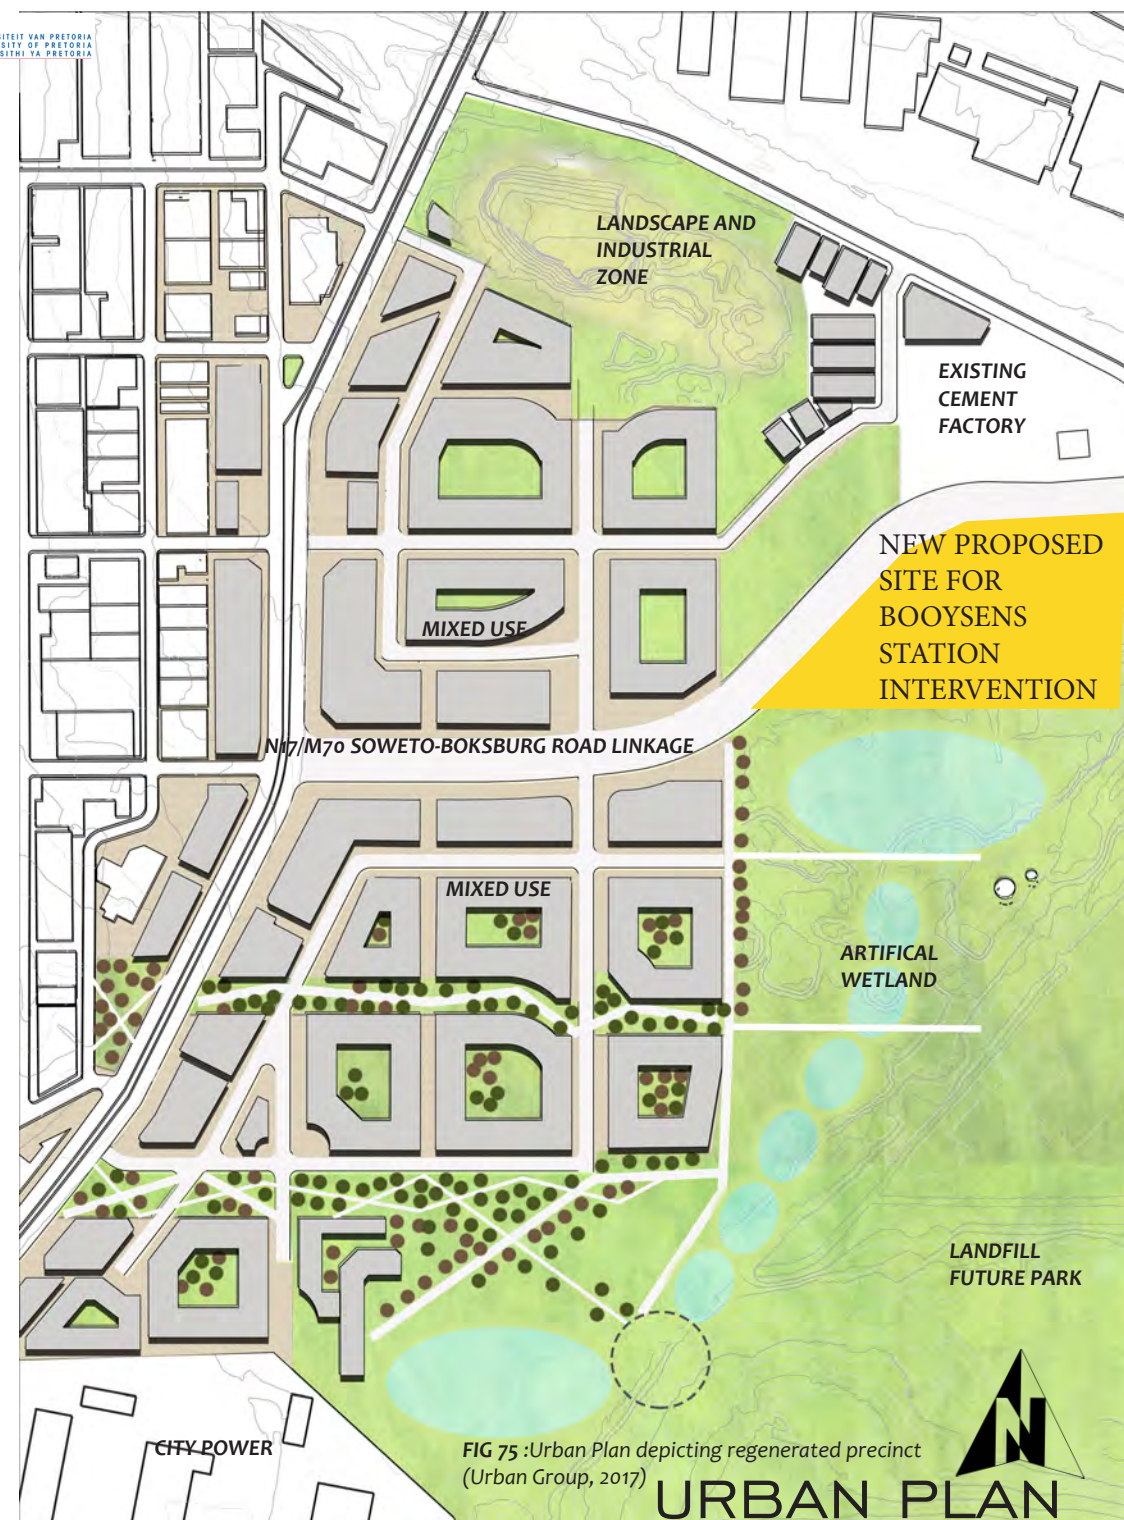 SITEIT VAN PRETORIA
SITY OF PRETORIA
SITHI YA PRETORIA
LANDSCAPE AND
INDUSTRIAL
ZONE
EXISTING
CEMENT
FACTORY
NEW PROPOSED
SITE FOR
BOOYSENS
STATION
INTERVENTION
MIXED USE
N17/M70 SOWETO-BOKSBURG ROAD LINKAGE
MIXED USE
ARTIFICAL
WETLAND
LANDFILL
FUTURE PARK
CITY POWER
FIG 75 :Urban Plan depicting regenerated precinct
(Urban Group, 2017)
N
URBAN PLAN